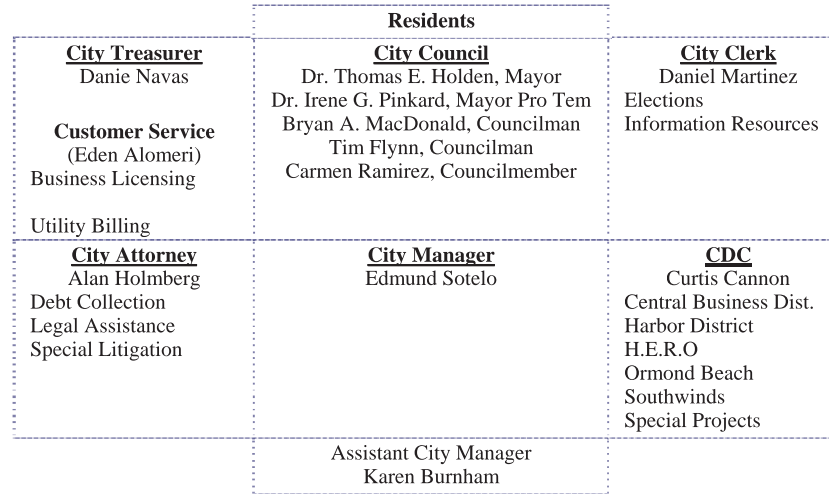 Residents
City Treasurer
Danie Navas
Customer Service
(Eden Alomeri)
Business Licensing
Utility Billing
City Council
Dr. Thomas E. Holden, Mayor
Dr. Irene G. Pinkard, Mayor Pro Tem
Bryan A. MacDonald, Councilman
Tim Flynn, Councilman
Carmen Ramirez, Councilmember
City Clerk
Daniel Martinez
Elections
Information Resources
City Attorney
Alan Holmberg
Debt Collection
Legal Assistance
Special Litigation
City Manager
Edmund Sotelo
CDC
Curtis Cannon
Central Business Dist.
Harbor District
H.E.R.O
Ormond Beach
Southwinds
Special Projects
Assistant City Manager
Karen Burnham